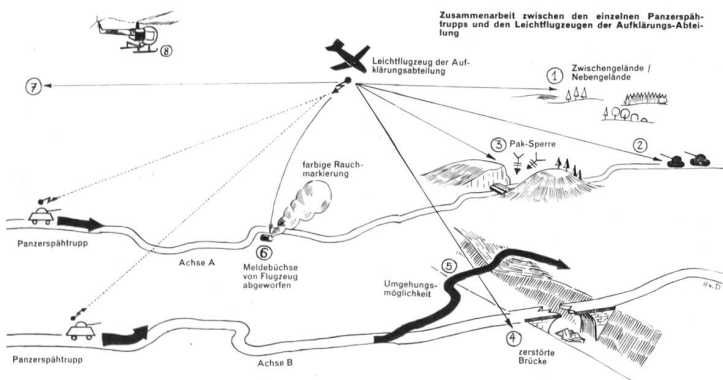 Zusammenarbeit zwischen den einzelnen Panzerspäh-
trupps und den Leichtflugzeugen der Aufklärungs-Abtei-
lung
8
Leichtflugzeug der Auf-
klärungsabteilung
1
Zwischengelände /
Nebengelände
7
2
3
Pak-Sperre
farbige Rauch-
markierung
Panzerspähtrupp
Achse A
6
Meldebüchse
von Flugzeug
abgeworfen
5
Umgehungs-
möglichkeit
4
zerstörte
Brücke
Panzerspähtrupp
Achse B